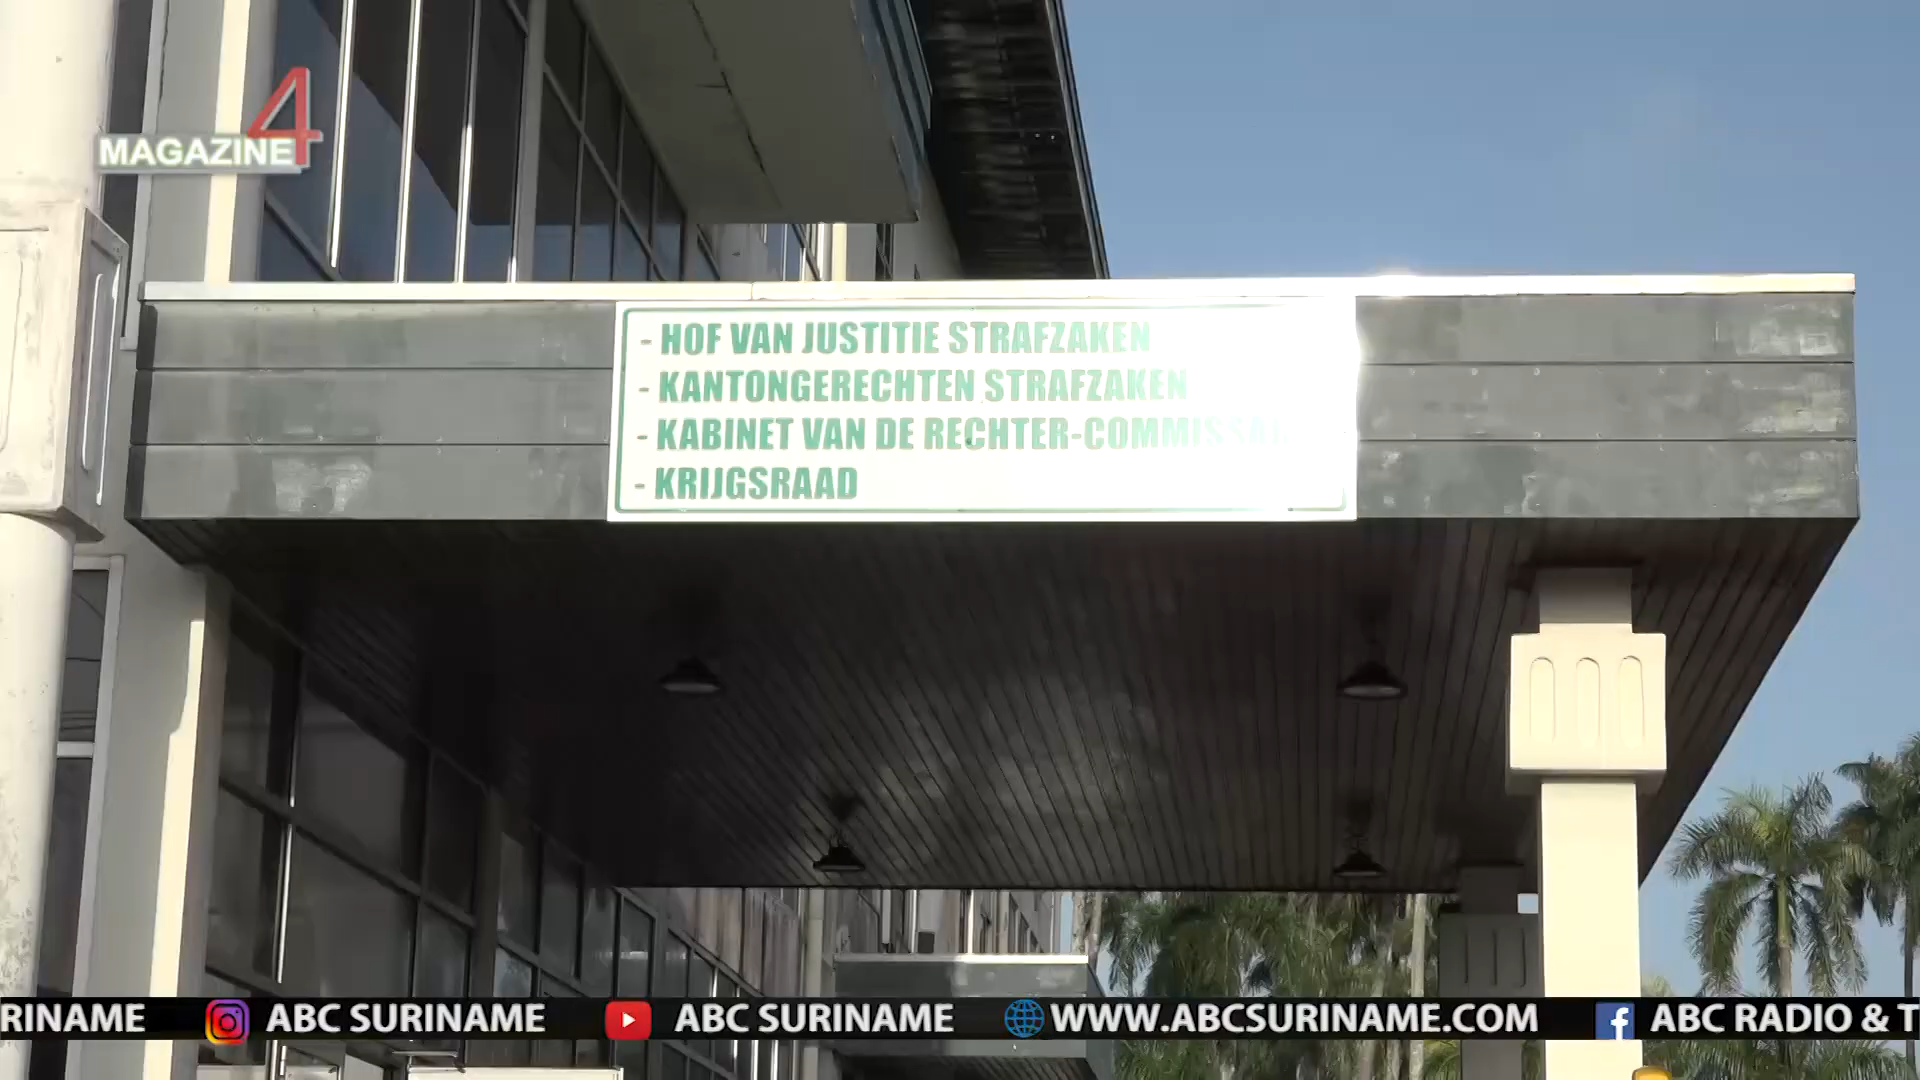 MAGAZINE 4
- HOF VAN JUSTITIE STRAFZAKEN
- KANTONGERECHTEN STRAFZAKEN
- KABINET VAN DE RECHTER-
- KRIJGSRAAD
RINAME ABC SURINAME ABC SURINAME WWW.ABCSURINAME.COM ABC RADIO & T